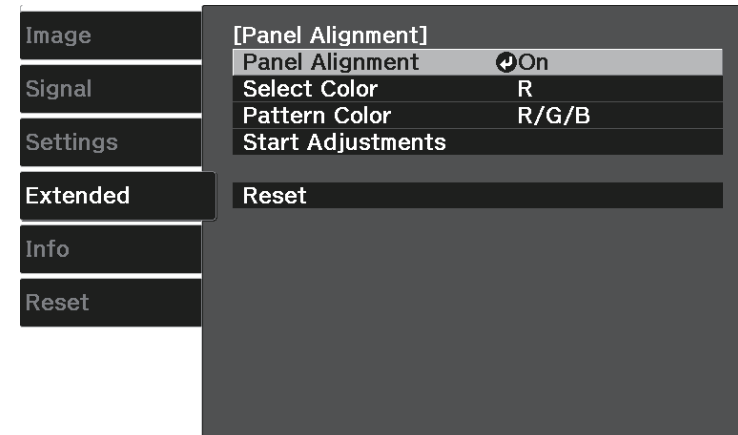 Image
Signal
Settings
Extended
Info
Reset
[Panel Alignment]
Panel Alignment On
Select Color R
Pattern Color R/G/B
Start Adjustments
Reset